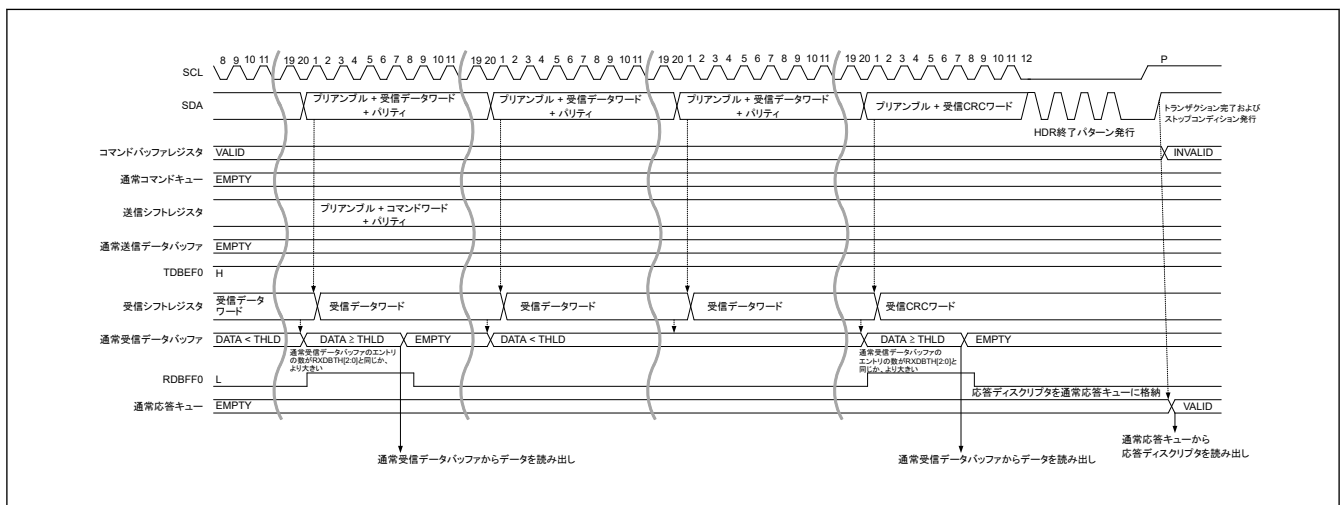 8 9 10 11 19 20 1 2 3 4 5 6 7 8 9 10 11 19 20 1 2 3 4 5 6 7 8 9 10 11 19 20 1 2 3 4 5 6 7 8 9 10 11 19 20 1 2 3 4 5 6 7 8 9 10 11 12 P
SCL
SDA
プリアンブル + 受信データワード
+ パリティ
プリアンブル + 受信データワード
+ パリティ
プリアンブル + 受信データワード
+ パリティ
プリアンブル + 受信CRCワード
HDR終了パターン発行
トランザクション完了および
ストップコンディション発行
コマンドバッファレジスタ VALID INVALID
通常コマンドキュー EMPTY
送信シフトレジスタ
プリアンブル + コマンドワード
+ パリティ
通常送信データバッファ EMPTY
TDBEF0 H
受信シフトレジスタ
受信データ
ワード
受信データワード 受信データワード 受信データワード 受信CRCワード
通常受信データバッファ DATA < THLD DATA ≥ THLD EMPTY DATA < THLD DATA ≥ THLD EMPTY
通常受信データバッファのエントリ
の数がRXDBTH[2:0]と同じか、
より大きい
通常受信データバッファの
エントリの数がRXDBTH[2:0]と
同じか、より大きい
RDBFF0 L
応答ディスクリプタを通常応答キューに格納
通常応答キュー EMPTY VALID
通常受信データバッファからデータを読み出し
通常受信データバッファからデータを読み出し
通常応答キューから
応答ディスクリプタを読み出し